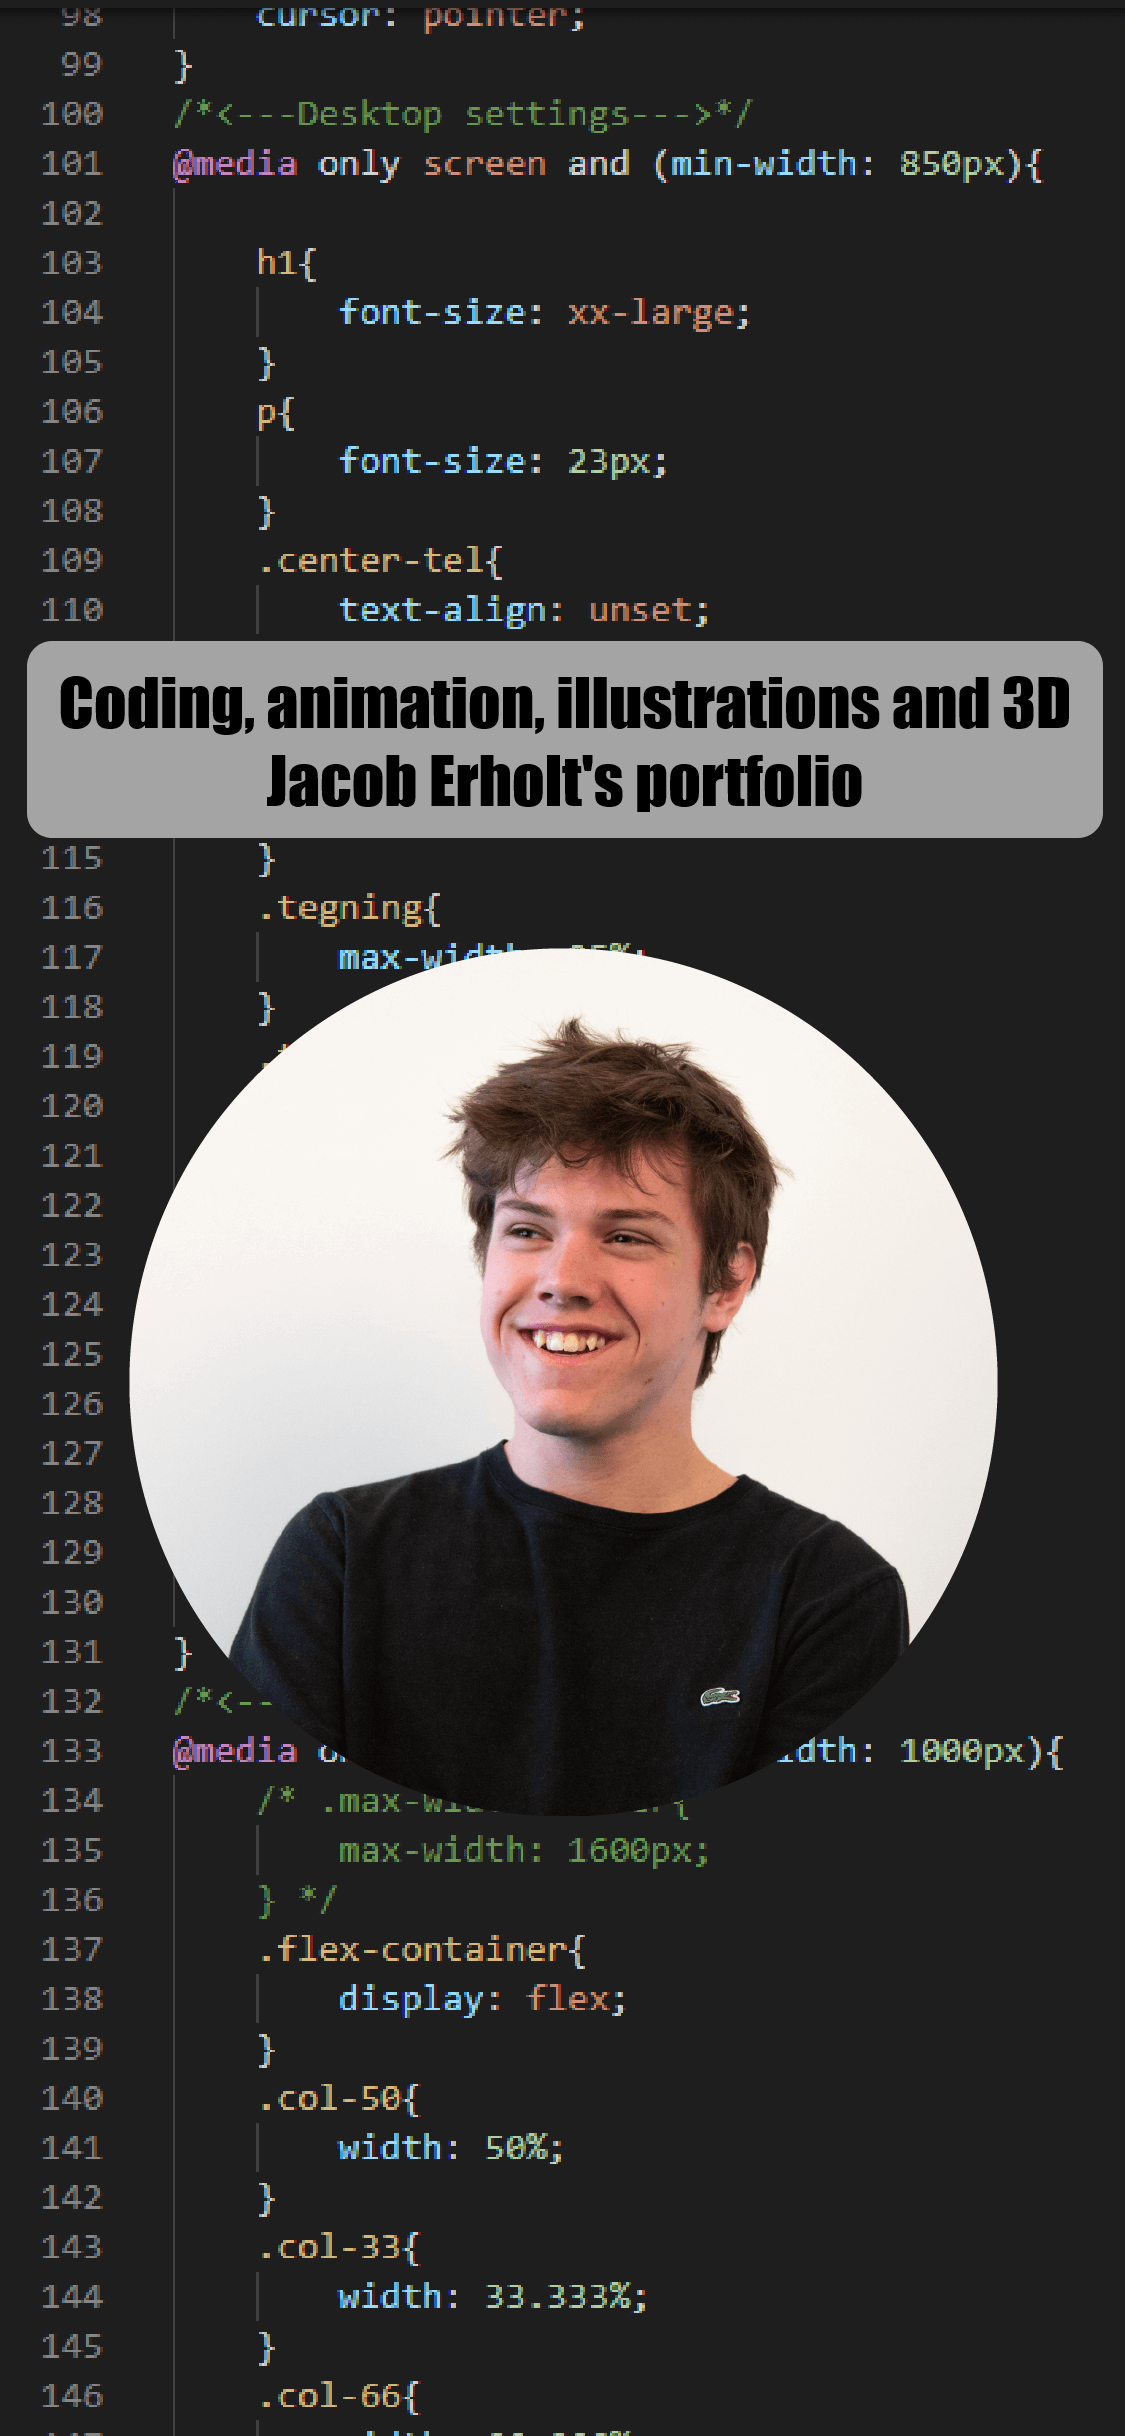 98 cursor: pointer;
99 }
100 /*<---Desktop settings--->*/
101 @media only screen and (min-width: 850px){
102
103 h1{
104 font-size: xx-large;
105 }
106 p{
107 font-size: 23px;
108 }
109 .center-tel{
110 text-align: unset;
Coding, animation, illustrations and 3D
Jacob Erholt's portfolio
115 }
116 .tegning{
117 max-width:
118 }
119
120
121
122
123
124
125
126
127
128
129
130
131 }
132 /*<--
133 @media 1000px){
134 /*
135 max-width: 1600px;
136 } */
137 .flex-container{
138 display: flex;
139 }
140 .col-50{
141 width: 50%;
142 }
143 .col-33{
144 width: 33.333%;
145 }
146 .col-66{